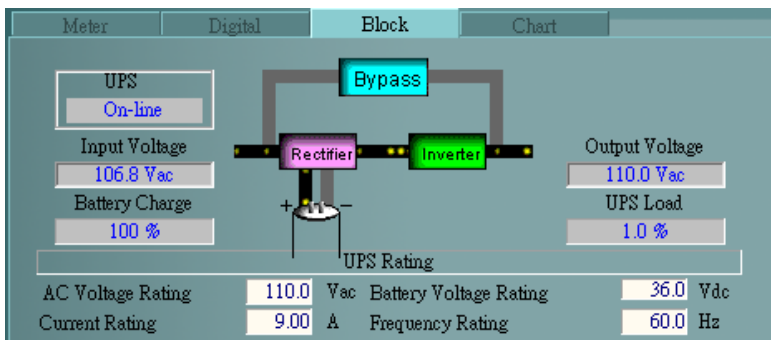 Meter Digital Block Chart
UPS
On-line
Bypass
Input Voltage
106.8 Vac
Rectifier
Inverter
Output Voltage
110.0 Vac
Battery Charge
100 %
+ −
UPS Load
1.0 %
UPS Rating
AC Voltage Rating 110.0 Vac Battery Voltage Rating 36.0 Vdc
Current Rating 9.00 A Frequency Rating 60.0 Hz